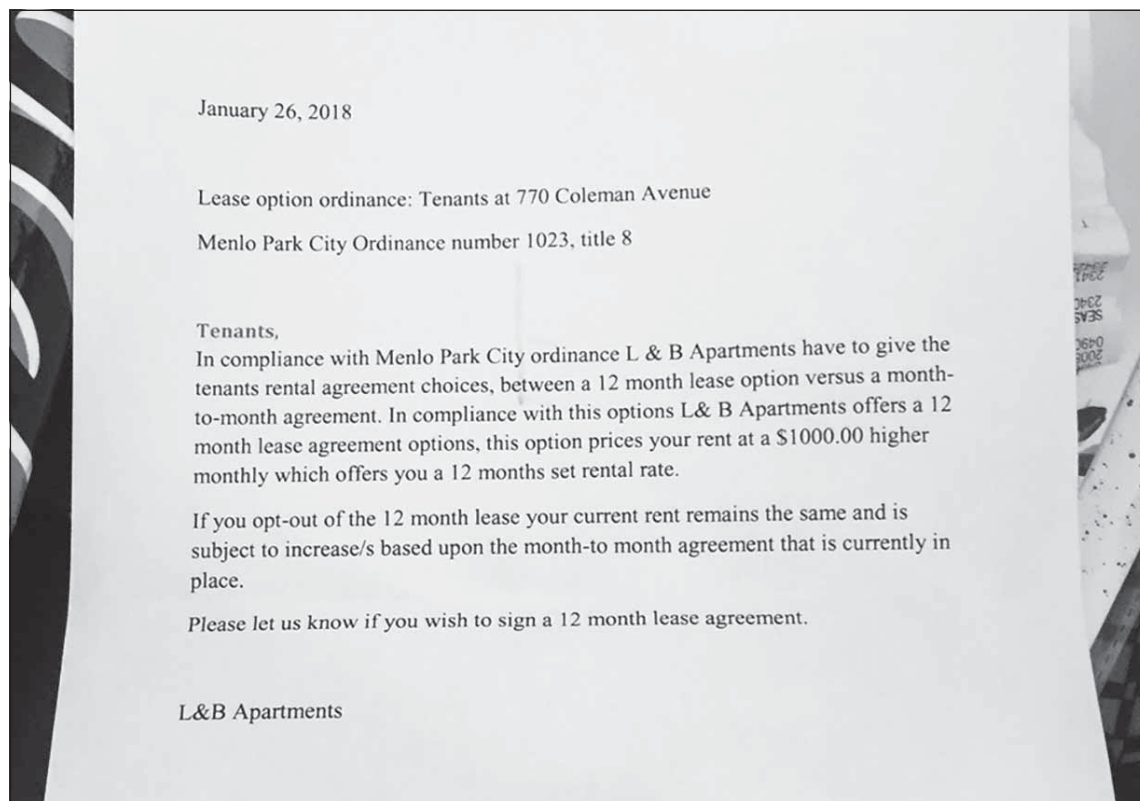 January 26, 2018
Lease option ordinance: Tenants at 770 Coleman Avenue
Menlo Park City Ordinance number 1023, title 8
Tenants,
In compliance with Menlo Park City ordinance L & B Apartments have to give the
tenants rental agreement choices, between a 12 month lease option versus a month-
to-month agreement. In compliance with this options L& B Apartments offers a 12
month lease agreement options, this option prices your rent at a $1000.00 higher
monthly which offers you a 12 months set rental rate.
If you opt-out of the 12 month lease your current rent remains the same and is
subject to increase/s based upon the month-to month agreement that is currently in
place.
Please let us know if you wish to sign a 12 month lease agreement.
L&B Apartments